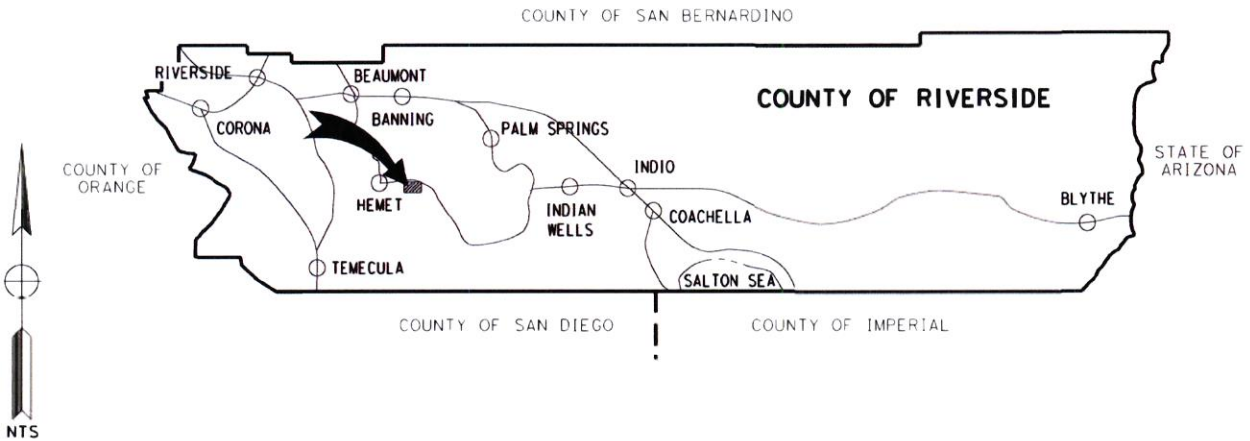 COUNTY OF SAN BERNARDINO
RIVERSIDE
BEAUMONT
COUNTY OF RIVERSIDE
CORONA
BANNING
PALM SPRINGS
COUNTY OF
ORANGE
STATE OF
ARIZONA
INDIO
HEMET
INDIAN
WELLS
COACHELLA
BLYTHE
TEMECULA
SALTON SEA
COUNTY OF SAN DIEGO
COUNTY OF IMPERIAL
NTS